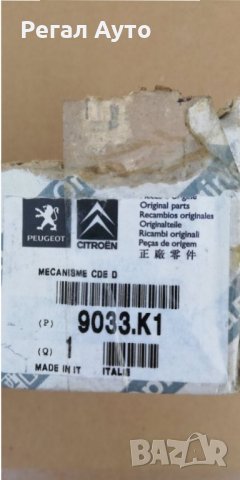 Регал Ауто
Original parts
Recambios originales
Originalteile
Ricambi originali
Peças de origem
正廠零件
PEUGEOT
CITROËN
MECANISME CDE D
(P) 9033.K1
(Q) 1
MADE IN IT ITALIE
bazar